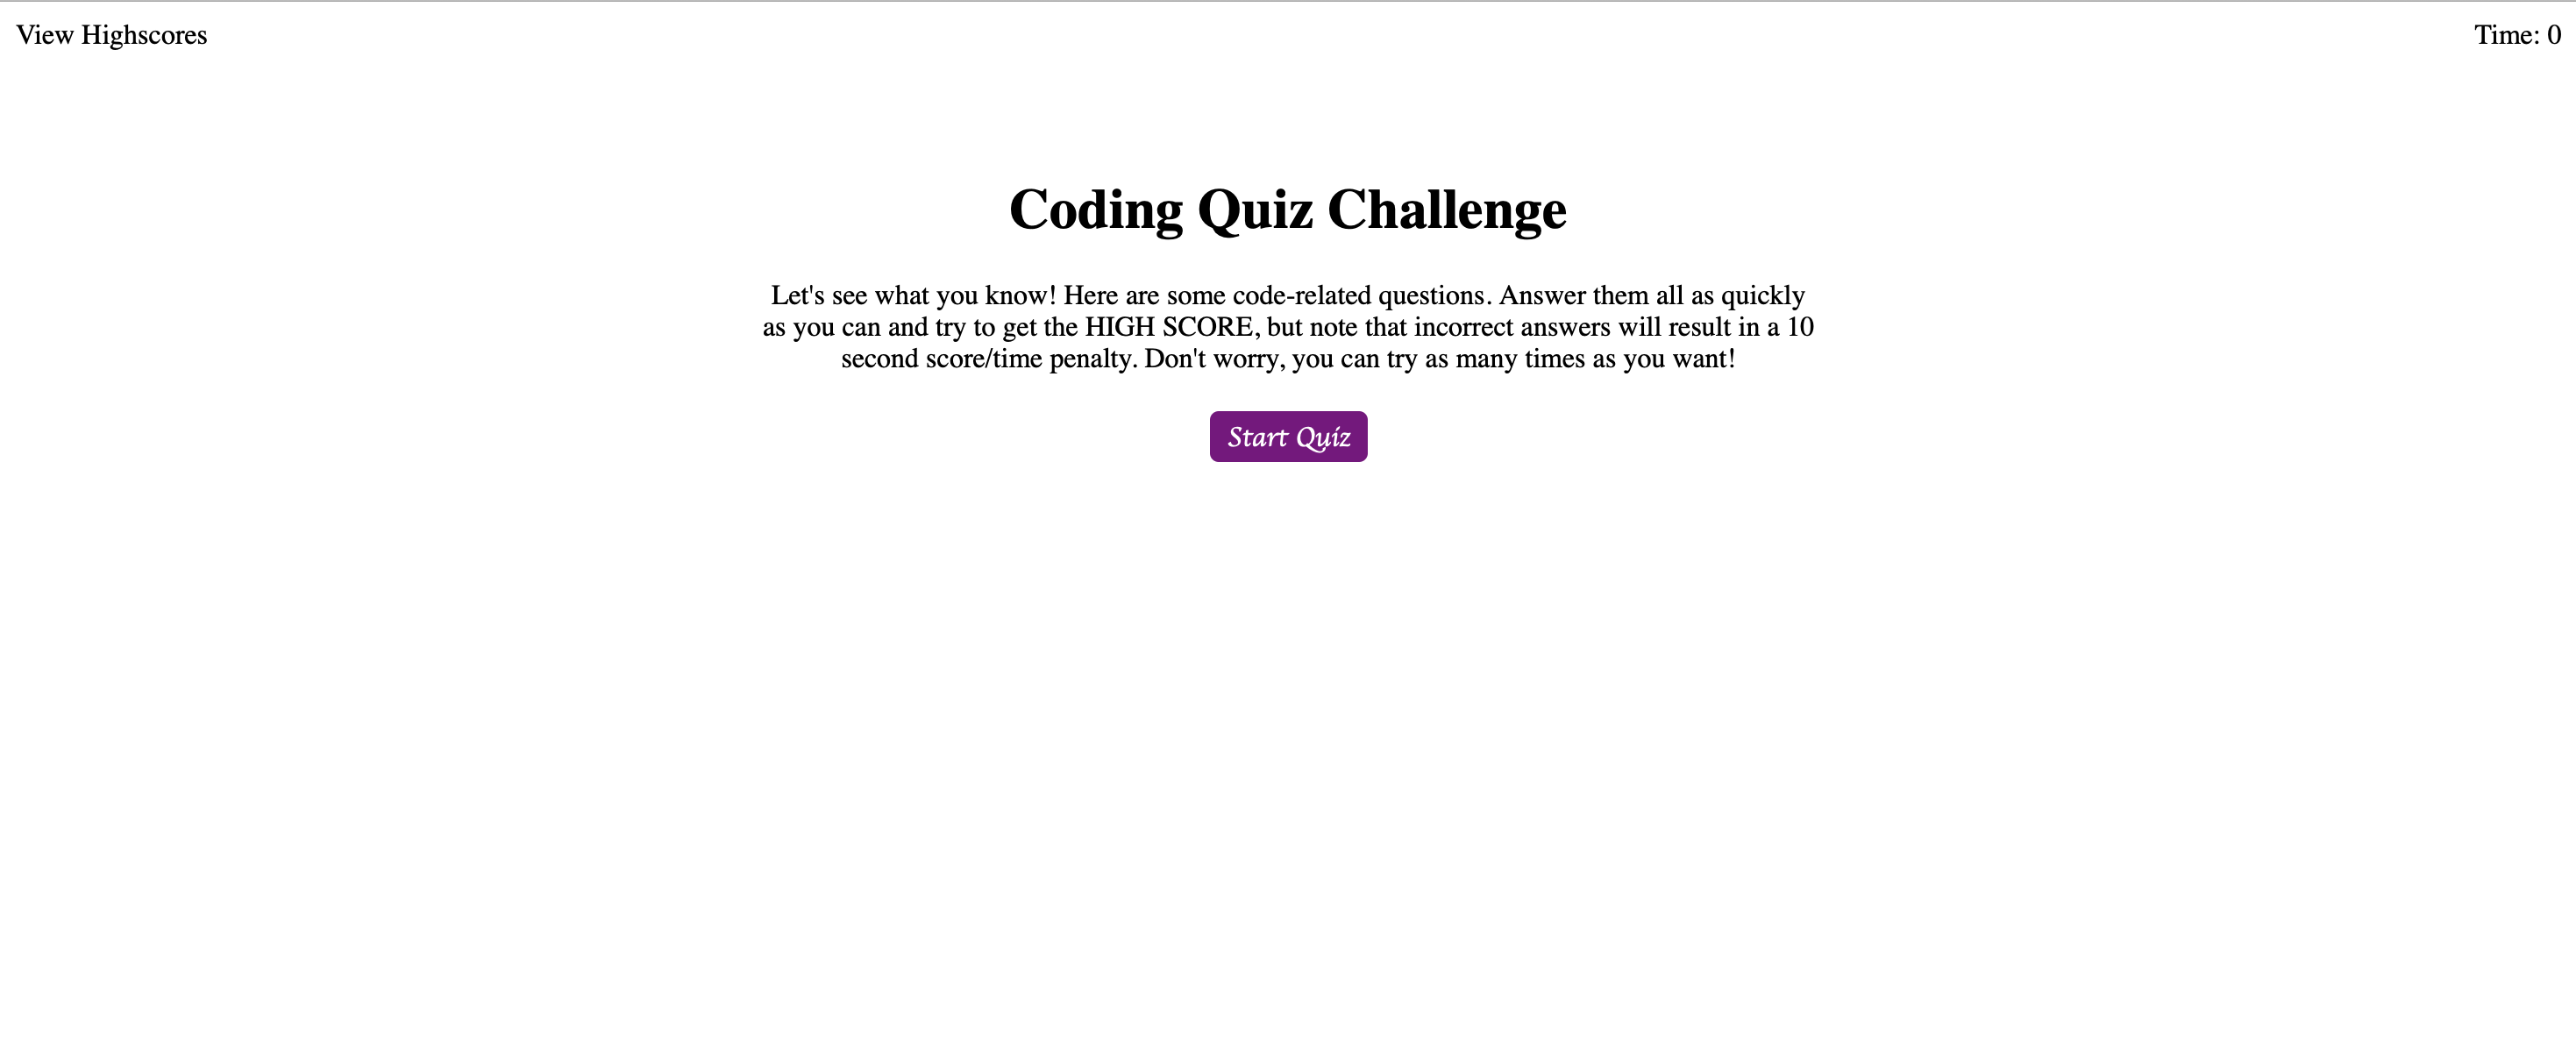 View Highscores
Time: 0
Coding Quiz Challenge
Let's see what you know! Here are some code-related questions. Answer them all as quickly
as you can and try to get the HIGH SCORE, but note that incorrect answers will result in a 10
second score/time penalty. Don't worry, you can try as many times as you want!
Start Quiz